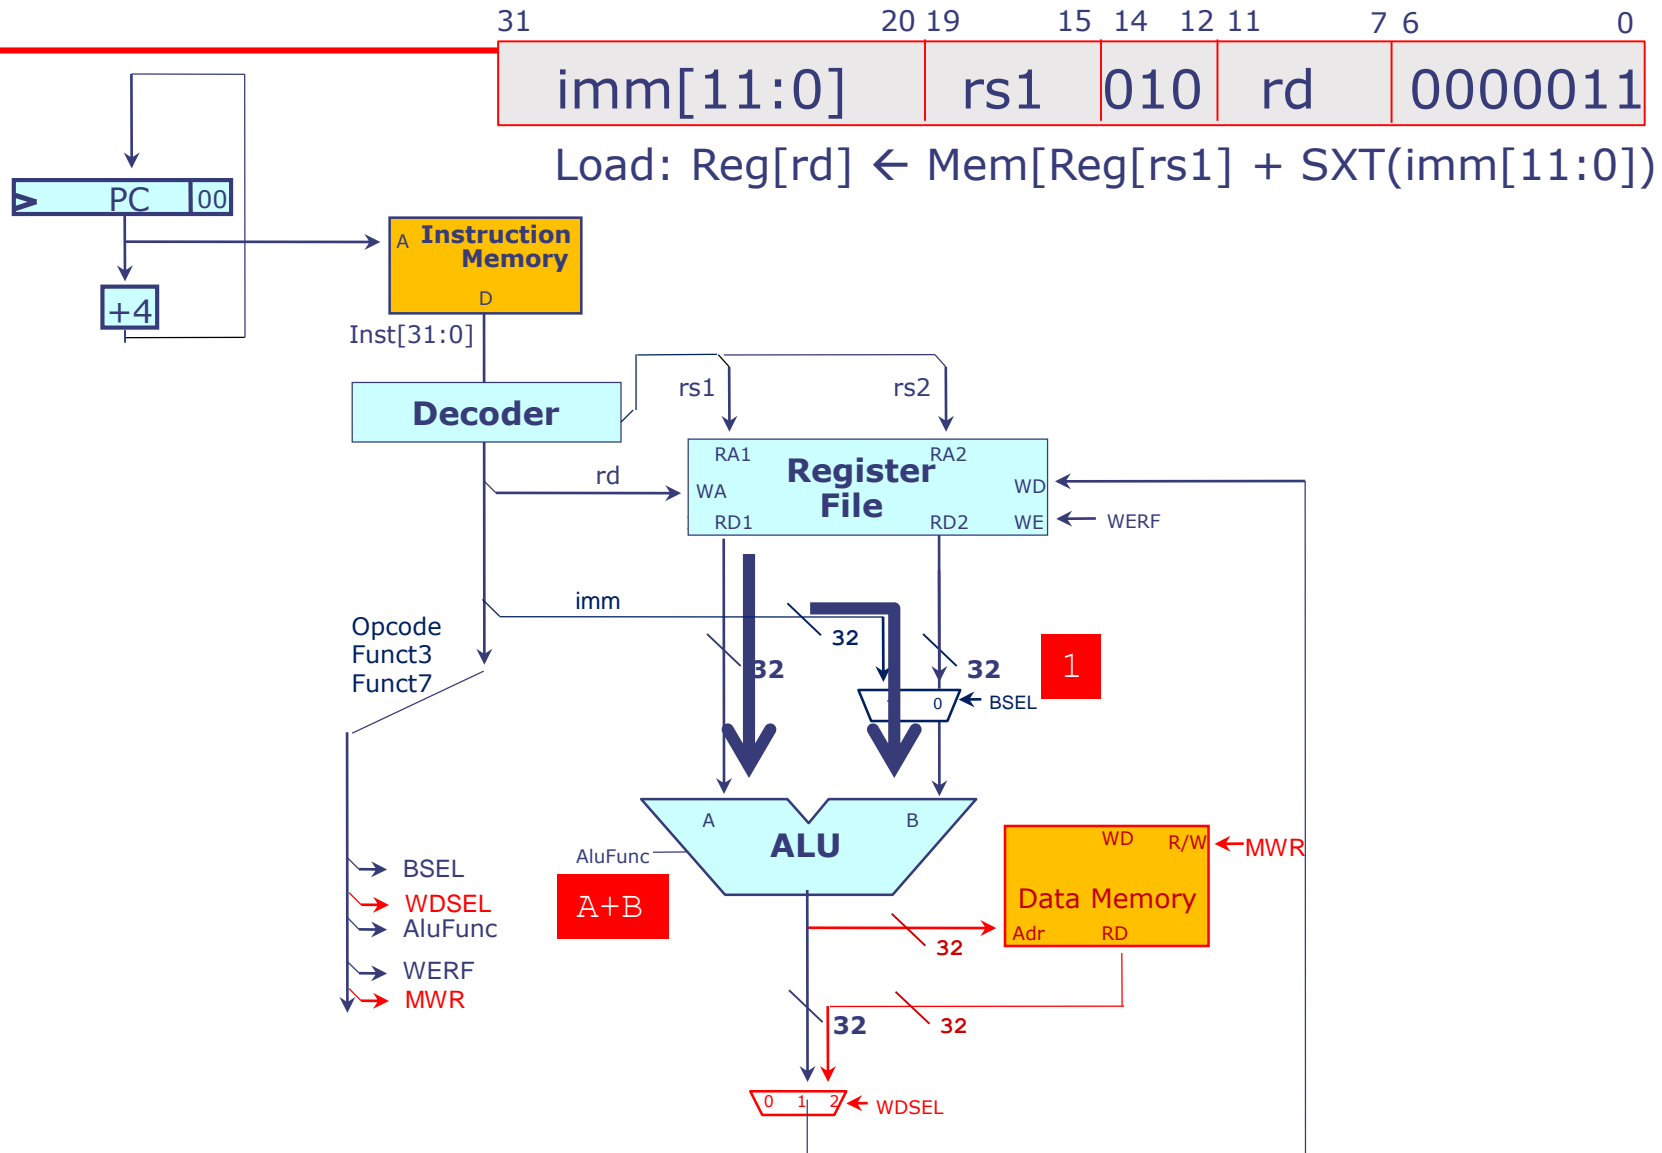 31 20 19 15 14 12 11 7 6 0
imm[11:0] rs1 010 rd 0000011
Load: Reg[rd] ← Mem[Reg[rs1] + SXT(imm[11:0])
PC 00
+4
A Instruction
Memory
D
Inst[31:0]
Decoder
rs1 rs2
RA1 RA2
Register
File
WA WD
RD1 RD2 WE
WERF
rd
imm
32
32
32
1
0
BSEL
Opcode
Funct3
Funct7
BSEL
WDSEL
AluFunc
WERF
MWR
A B
ALU
AluFunc
A+B
WD R/W
MWR
Data Memory
Adr RD
32
32
32
0 1 2
WDSEL